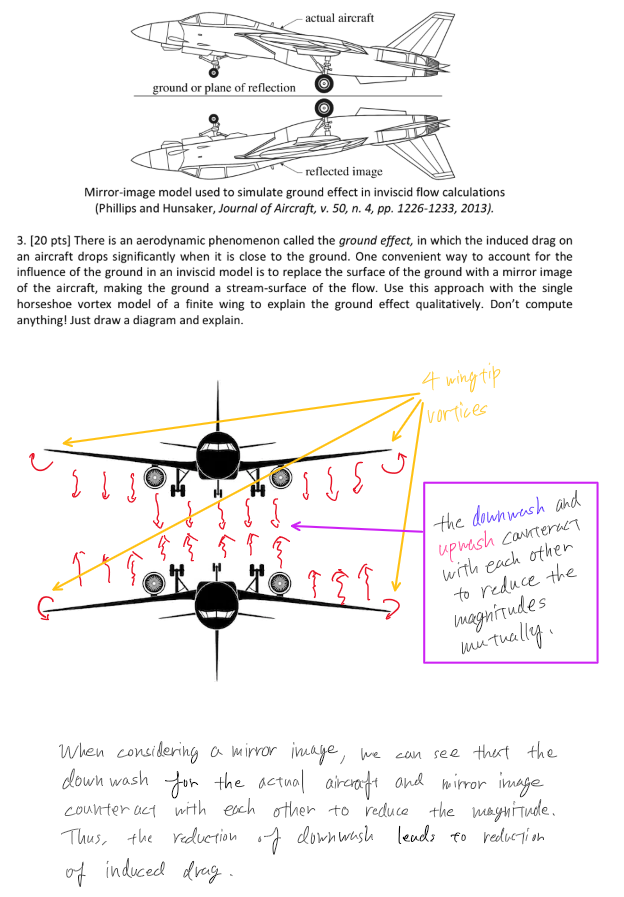 actual aircraft
ground or plane of reflection
reflected image
Mirror-image model used to simulate ground effect in inviscid flow calculations
(Phillips and Hunsaker, Journal of Aircraft, v. 50, n. 4, pp. 1226-1233, 2013).
3. [20 pts] There is an aerodynamic phenomenon called the ground effect, in which the induced drag on
an aircraft drops significantly when it is close to the ground. One convenient way to account for the
influence of the ground in an inviscid model is to replace the surface of the ground with a mirror image
of the aircraft, making the ground a stream-surface of the flow. Use this approach with the single
horseshoe vortex model of a finite wing to explain the ground effect qualitatively. Don't compute
anything! Just draw a diagram and explain.
4 wingtip
vortices
the downwash and
upwash counteract
with each other
to reduce the
magnitudes
mutually.
When considering a mirror image, we can see that the
down wash for the actual aircraft and mirror image
counter act with each other to reduce the magnitude.
Thus, the reduction of downwash leads to reduction
of induced drag.